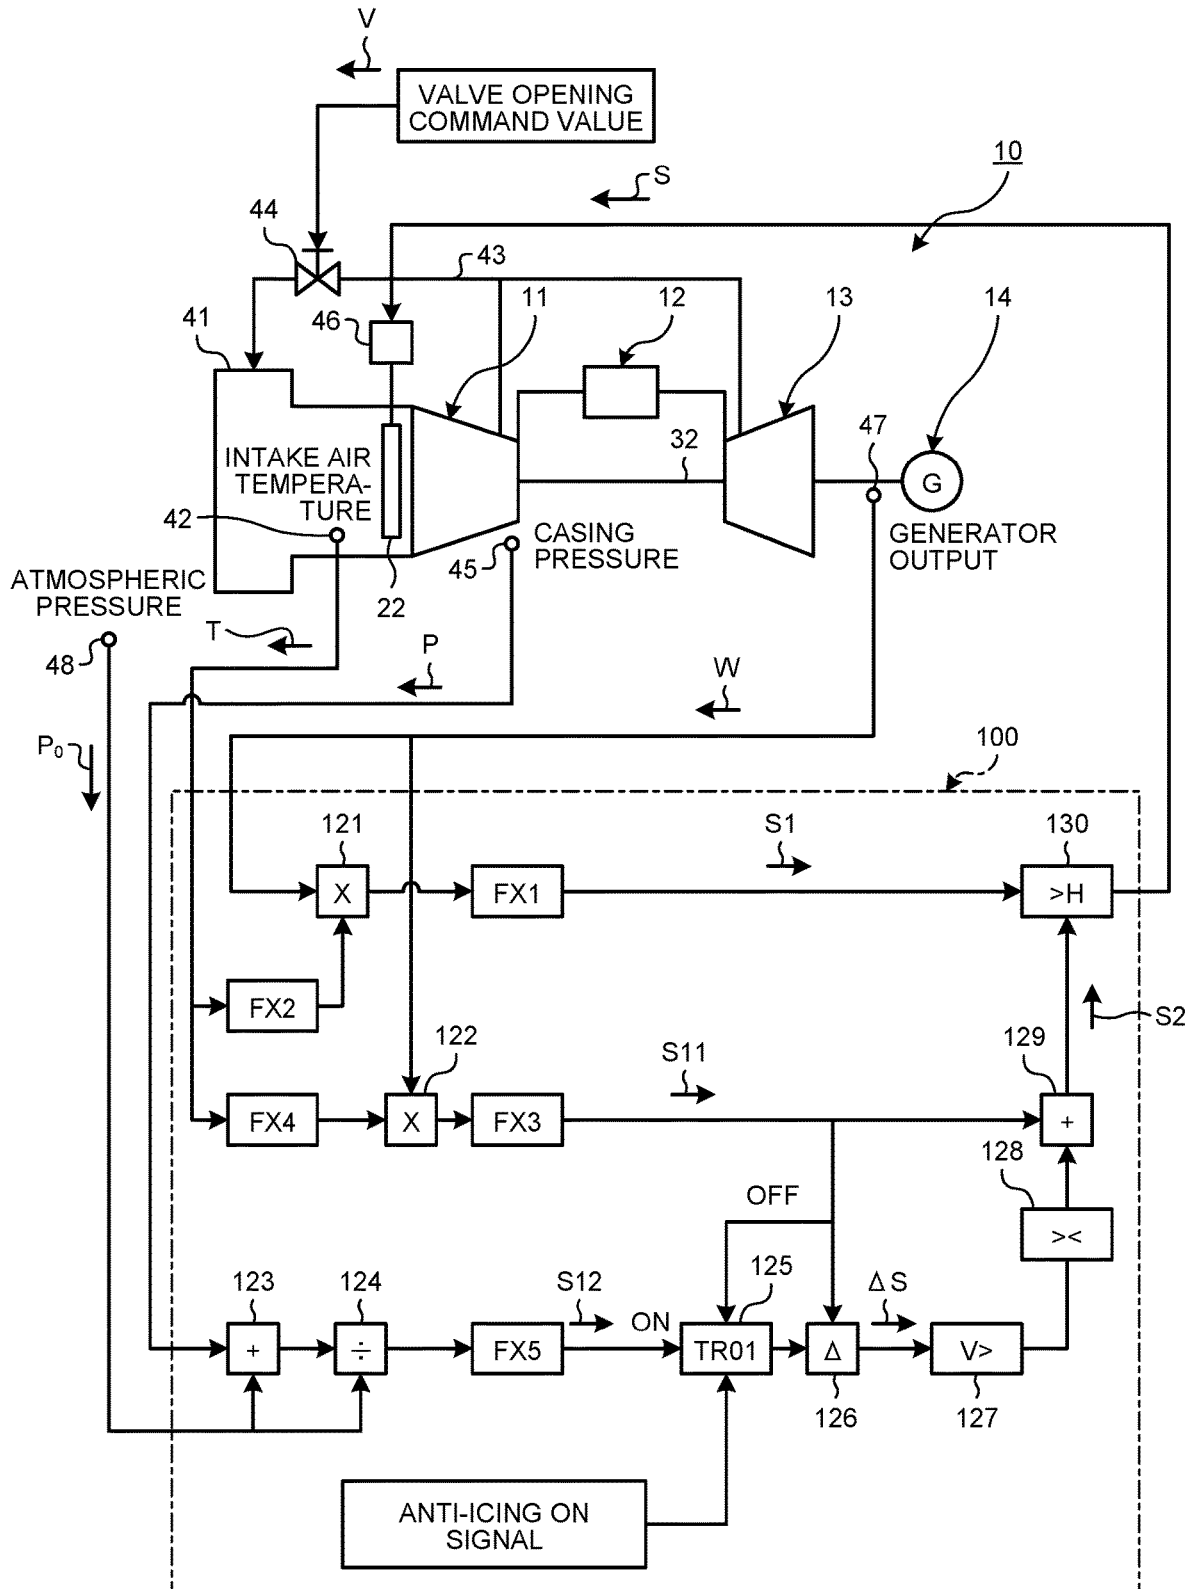 V
VALVE OPENING
COMMAND VALUE
10
S
44
43
11
12
13
14
41
46
47
32
INTAKE AIR
TEMPERA-
TURE
G
42
CASING
PRESSURE
GENERATOR
OUTPUT
45
22
ATMOSPHERIC
PRESSURE
48
T
P
W
P₀
100
121
S1
130
X
FX1
>H
FX2
S2
122
S11
129
FX4
X
FX3
+
128
OFF
><
123
124
S12
125
ΔS
ON
+
÷
FX5
TR01
Δ
V>
126
127
ANTI-ICING ON
SIGNAL